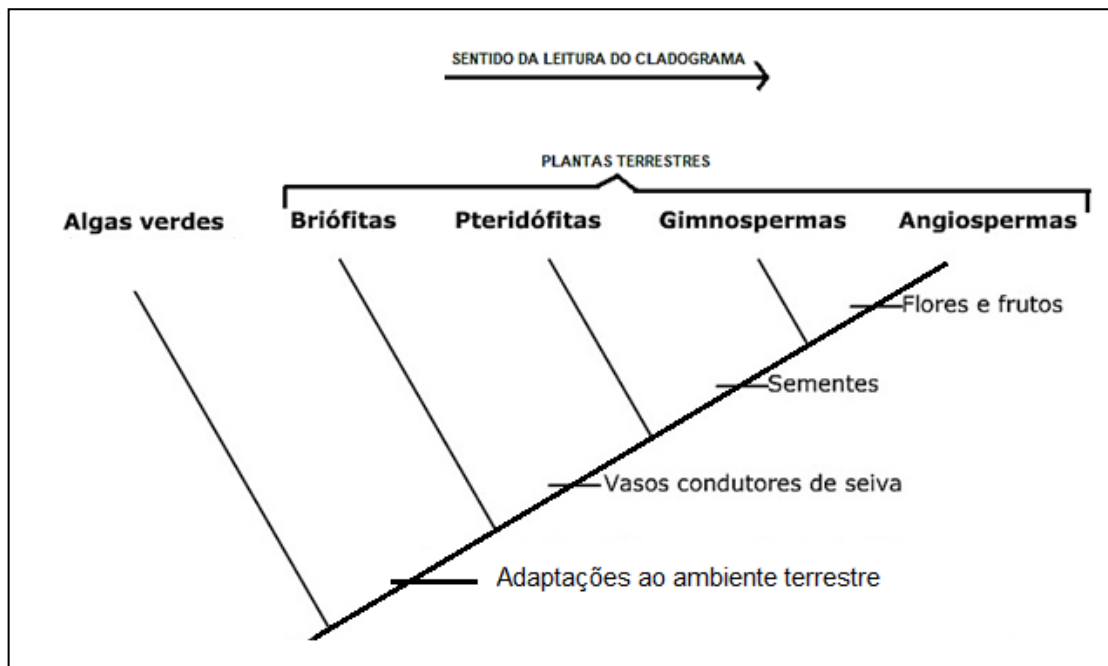 SENTIDO DA LEITURA DO CLADOGRAMA
PLANTAS TERRESTRES
Algas verdes Briófitas Pteridófitas Gimnospermas Angiospermas
Flores e frutos
Sementes
Vasos condutores de seiva
Adaptações ao ambiente terrestre